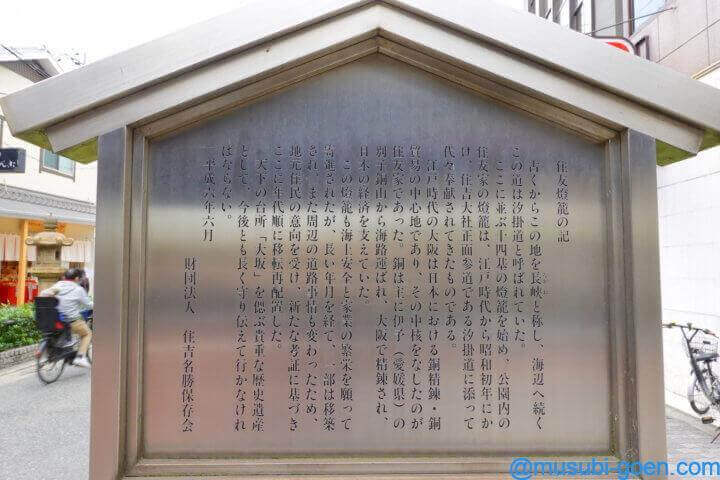 住友燈籠の記
古くからこの地を長峡と称し、海辺へ続く
この道は汐掛道と呼ばれていた。
ここに並ぶ十四基の燈籠を始め、公園内の
住友家の燈籠は、江戸時代から昭和初年にか
け、住吉大社正面参道である汐掛道に添って
代々奉献されてきたものである。
江戸時代の大阪は日本における銅精錬・銅
貿易の中心地であり、その中核をなしたのが
住友家であった。銅は主に伊予（愛媛県）の
別子銅山から海路運ばれ、大阪で精錬され、
日本の経済を支えていた。
この燈籠も海上安全と家業の繁栄を願って
寄進されたが、長い年月を経て、一部は移築
され、また周辺の道路事情も変わったため、
地元住民の意向を受け、新たな考証に基づき
ここに年代順に移転再配置した。
天下の台所「大坂」を偲ぶ貴重な歴史遺産
として、今後とも長く守り伝えて行かなけれ
ばならない。
平成六年六月
財団法人 住吉名勝保存会
@musubi-goen.com